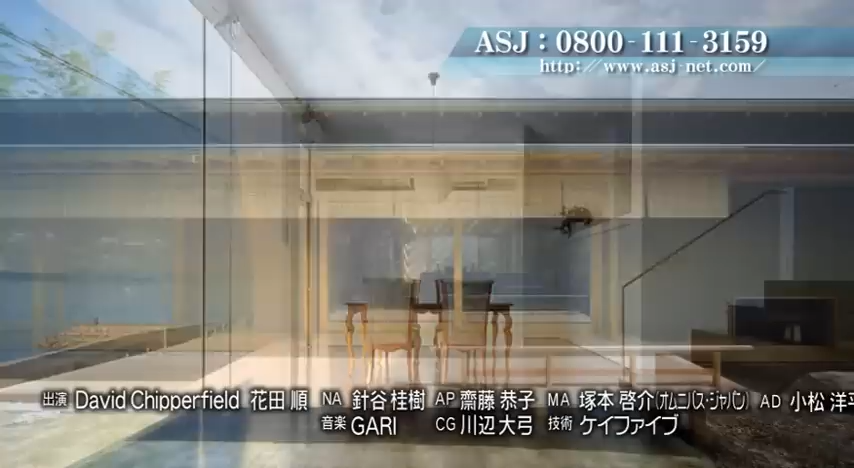 ASJ：0800-111-3159
http://www.asj-net.com/
出演 David Chipperfield 花田 順 NA 針谷 桂樹 AP 齋藤 恭子 MA 塚本 啓介(オムニバス・ジャパン) AD 小松 洋平
音楽 GARI CG 川辺 大弓 技術 ケイファイブ